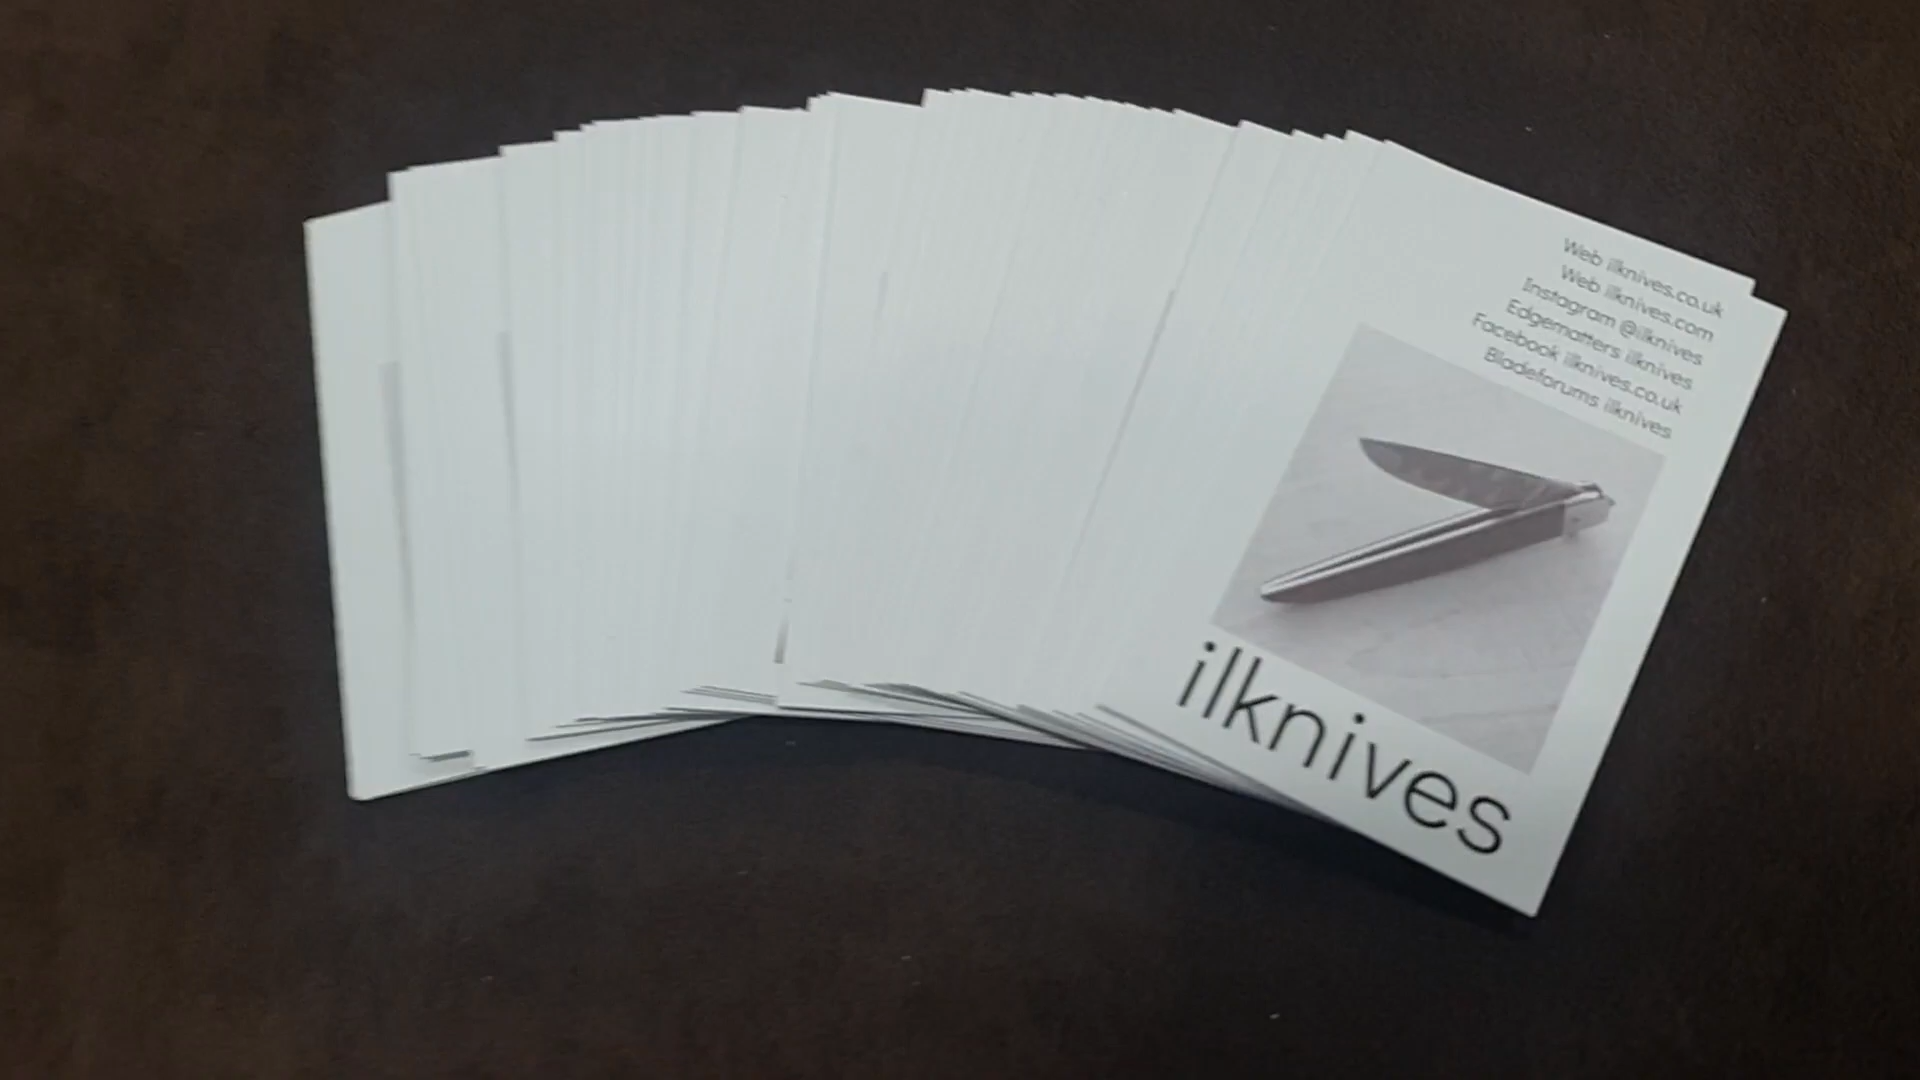 Web ilknives.co.uk
Web ilknives.com
Instagram @ilknives
Edgematters ilknives
Facebook ilknives.co.uk
Bladeforums ilknives
ilknives